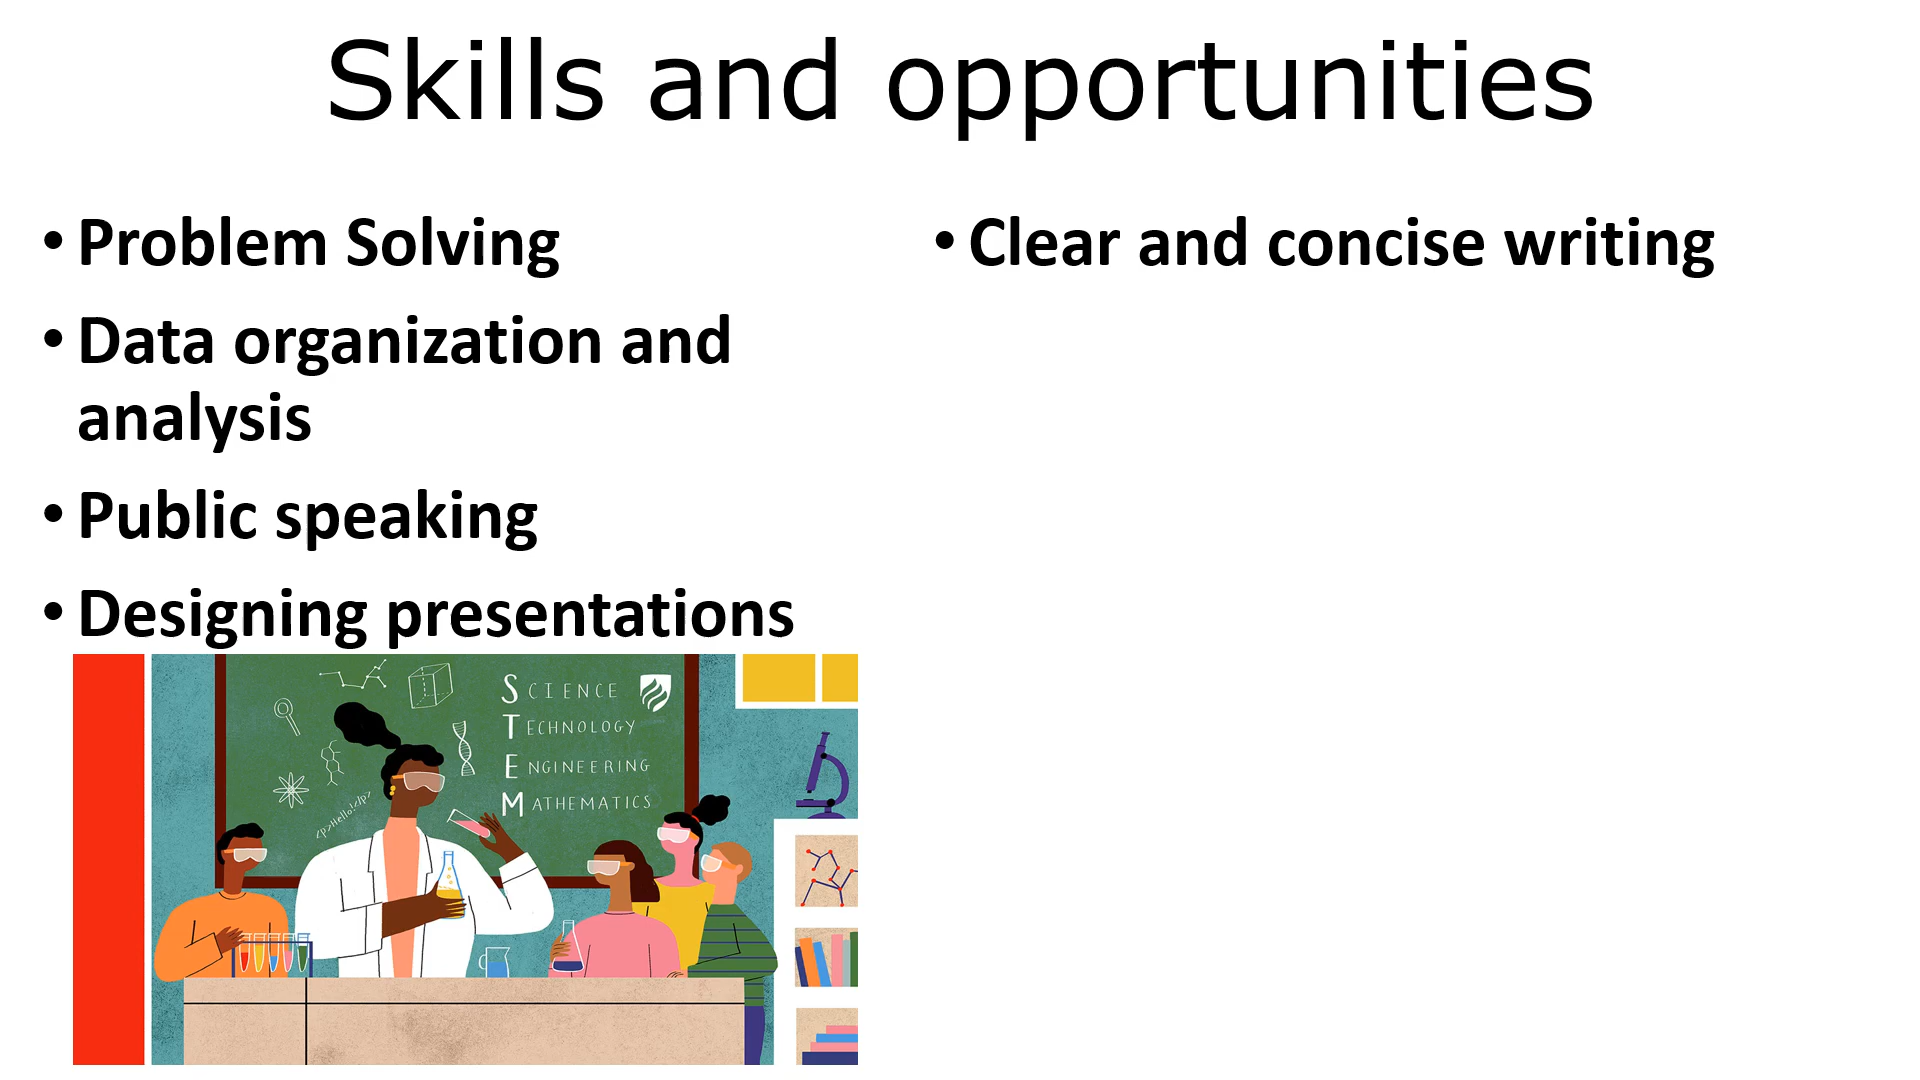 Skills and opportunities
• Problem Solving
• Data organization and
analysis
• Public speaking
• Designing presentations
• Clear and concise writing
SCIENCE
TECHNOLOGY
ENGINEERING
MATHEMATICS
<p>Hello!</p>